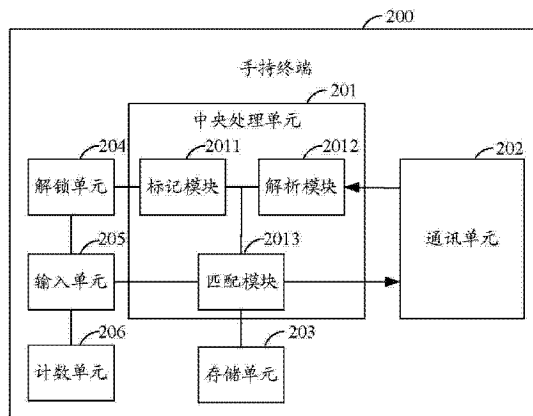 200
手持终端
201
中央处理单元
204
2011
2012
202
解锁单元
标记模块
解析模块
通讯单元
205
2013
输入单元
匹配模块
206
203
计数单元
存储单元